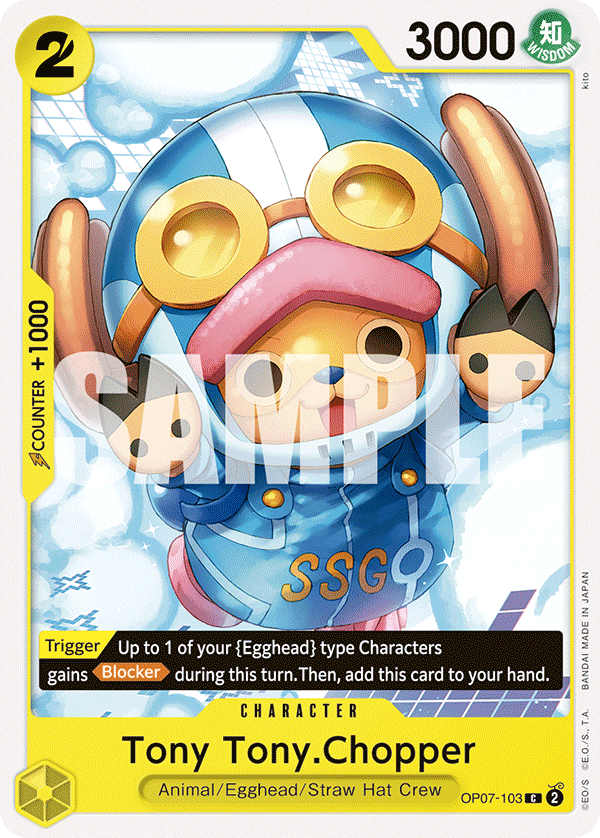 2
3000
知
WISDOM
kito
COUNTER +1000
SAMPLE
SSG
Trigger Up to 1 of your {Egghead} type Characters
gains Blocker during this turn.Then, add this card to your hand.
CHARACTER
Tony Tony.Chopper
Animal/Egghead/Straw Hat Crew
OP07-103 C 2
©E.O./S., T.A. BANDAI MADE IN JAPAN
©EO/S